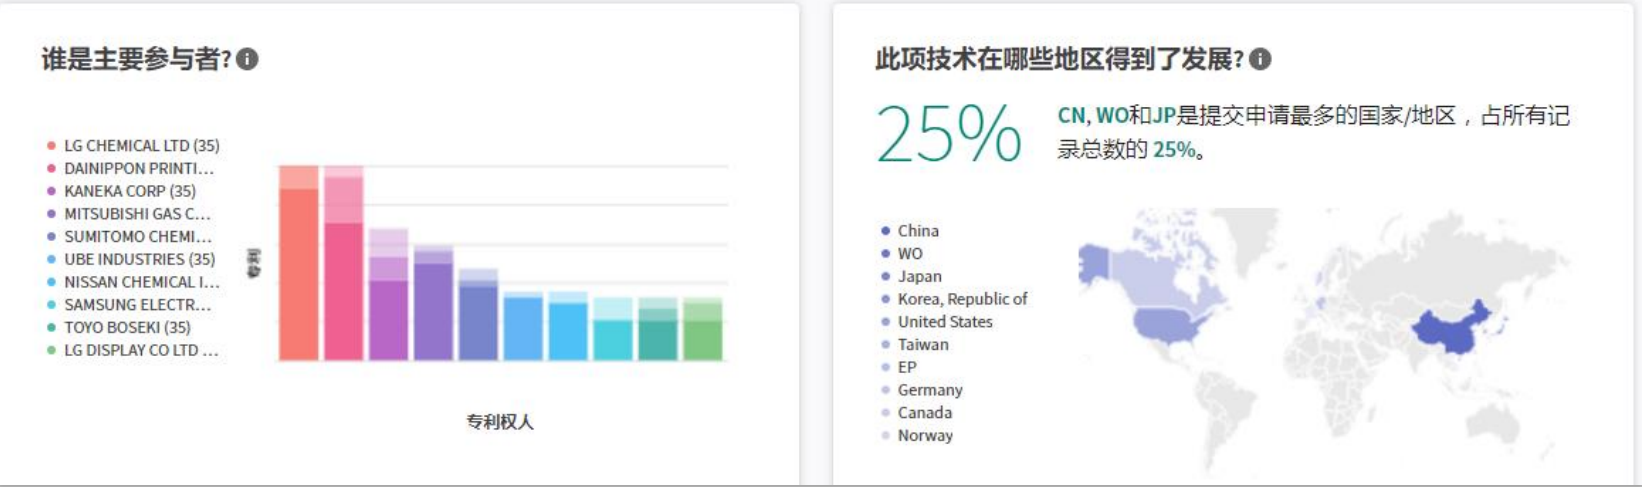 谁是主要参与者?
LG CHEMICAL LTD (35)
DAINIPPON PRINTI...
KANEKA CORP (35)
MITSUBISHI GAS C...
SUMITOMO CHEMI...
UBE INDUSTRIES (35)
NISSAN CHEMICAL I...
SAMSUNG ELECTR...
TOYO BOSEKI (35)
LG DISPLAY CO LTD ...
专利
专利权人
此项技术在哪些地区得到了发展?
25%
CN, WO和JP是提交申请最多的国家/地区，占所有记
录总数的 25%。
China
WO
Japan
Korea, Republic of
United States
Taiwan
EP
Germany
Canada
Norway